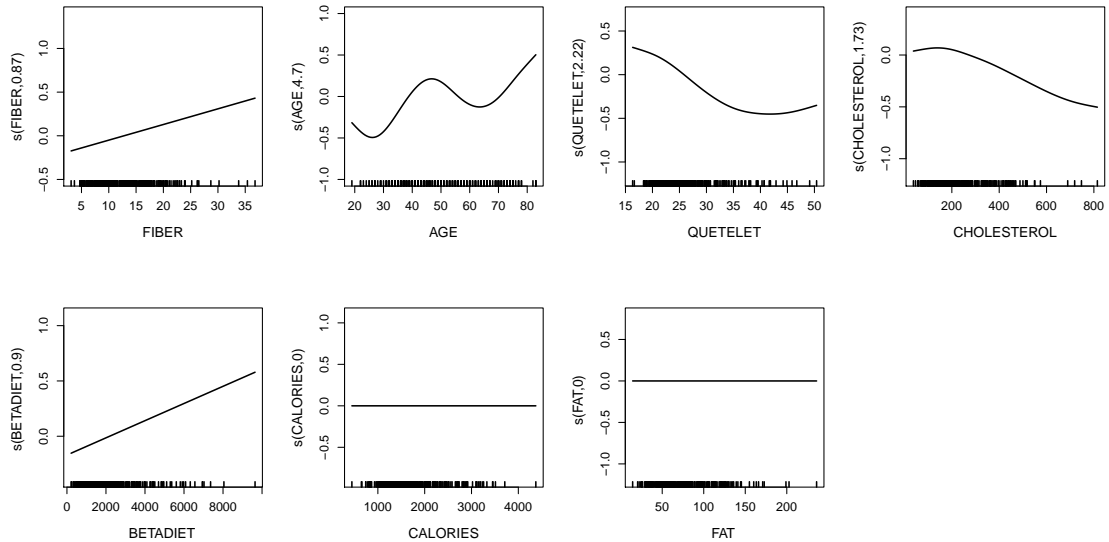 s(FIBER,0.87)
1.0
0.5
0.0
−0.5
5 10 15 20 25 30 35
FIBER
s(AGE,4.7)
1.0
0.5
0.0
−0.5
−1.0
20 30 40 50 60 70 80
AGE
s(QUETELET,2.22)
0.5
0.0
−0.5
−1.0
15 20 25 30 35 40 45 50
QUETELET
s(CHOLESTEROL,1.73)
0.0
−0.5
−1.0
200 400 600 800
CHOLESTEROL
s(BETADIET,0.9)
1.0
0.5
0.0
0 2000 4000 6000 8000
BETADIET
s(CALORIES,0)
1.0
0.5
0.0
−0.5
1000 2000 3000 4000
CALORIES
s(FAT,0)
0.5
0.0
−0.5
−1.0
50 100 150 200
FAT